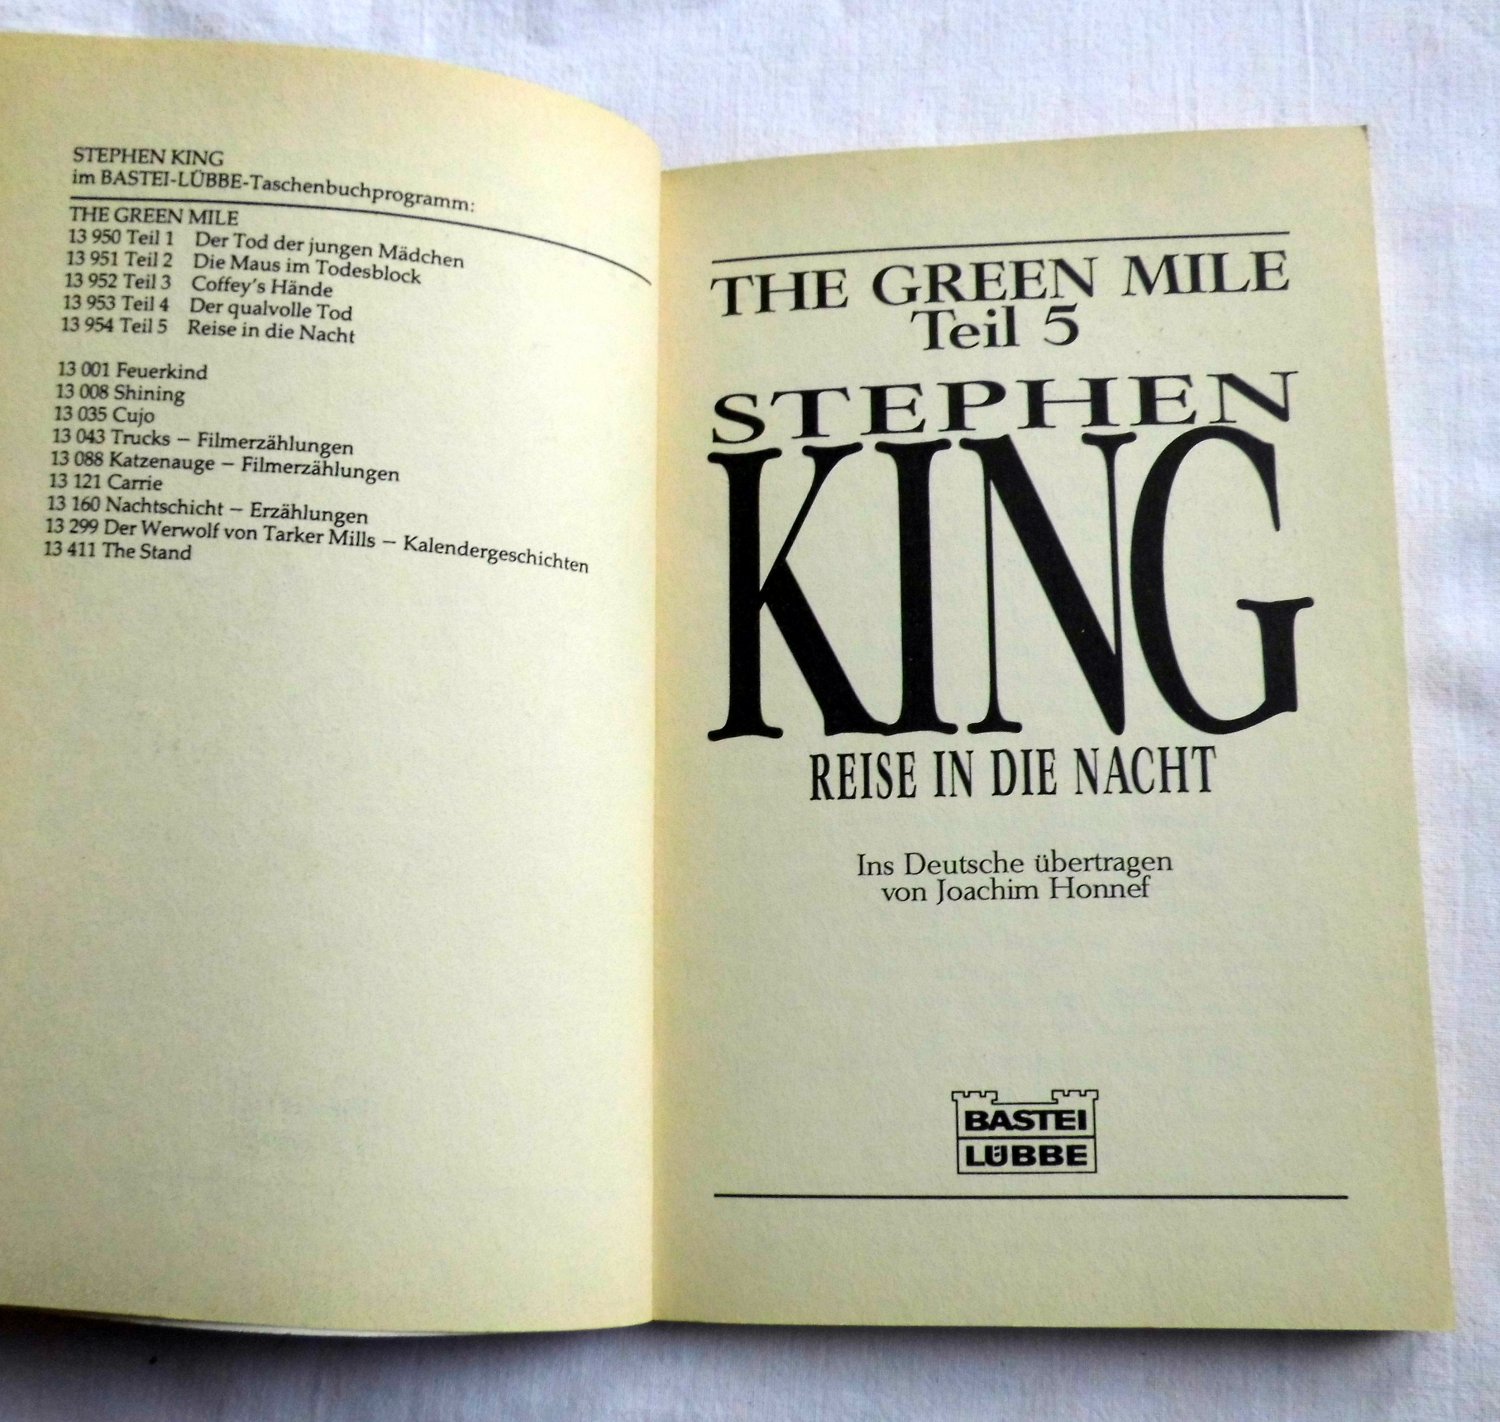 STEPHEN KING
im BASTEI-LÜBBE-Taschenbuchprogramm:
THE GREEN MILE
13 950 Teil 1 Der Tod der jungen Mädchen
13 951 Teil 2 Die Maus im Todesblock
13 952 Teil 3 Coffey's Hände
13 953 Teil 4 Der qualvolle Tod
13 954 Teil 5 Reise in die Nacht
13 001 Feuerkind
13 008 Shining
13 035 Cujo
13 043 Trucks – Filmerzählungen
13 088 Katzenauge – Filmerzählungen
13 121 Carrie
13 160 Nachtschicht – Erzählungen
13 299 Der Werwolf von Tarker Mills – Kalendergeschichten
13 411 The Stand
THE GREEN MILE
Teil 5
STEPHEN
KING
REISE IN DIE NACHT
Ins Deutsche übertragen
von Joachim Honnef
BASTEI
LÜBBE